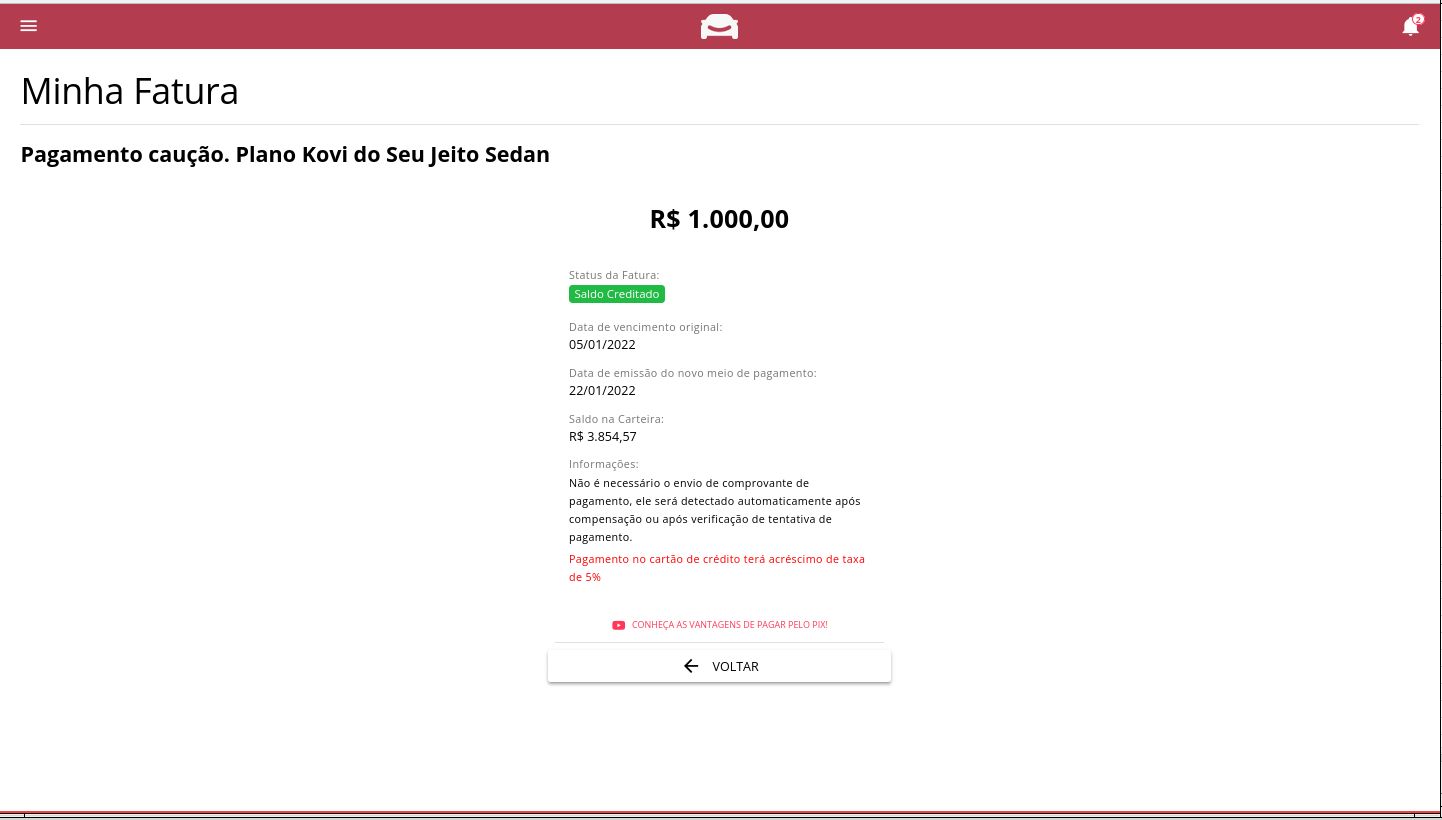 2
Minha Fatura
Pagamento caução. Plano Kovi do Seu Jeito Sedan
R$ 1.000,00
Status da Fatura:
Saldo Creditado
Data de vencimento original:
05/01/2022
Data de emissão do novo meio de pagamento:
22/01/2022
Saldo na Carteira:
R$ 3.854,57
Informações:
Não é necessário o envio de comprovante de
pagamento, ele será detectado automaticamente após
compensação ou após verificação de tentativa de
pagamento.
Pagamento no cartão de crédito terá acréscimo de taxa
de 5%
CONHEÇA AS VANTAGENS DE PAGAR PELO PIX!
VOLTAR